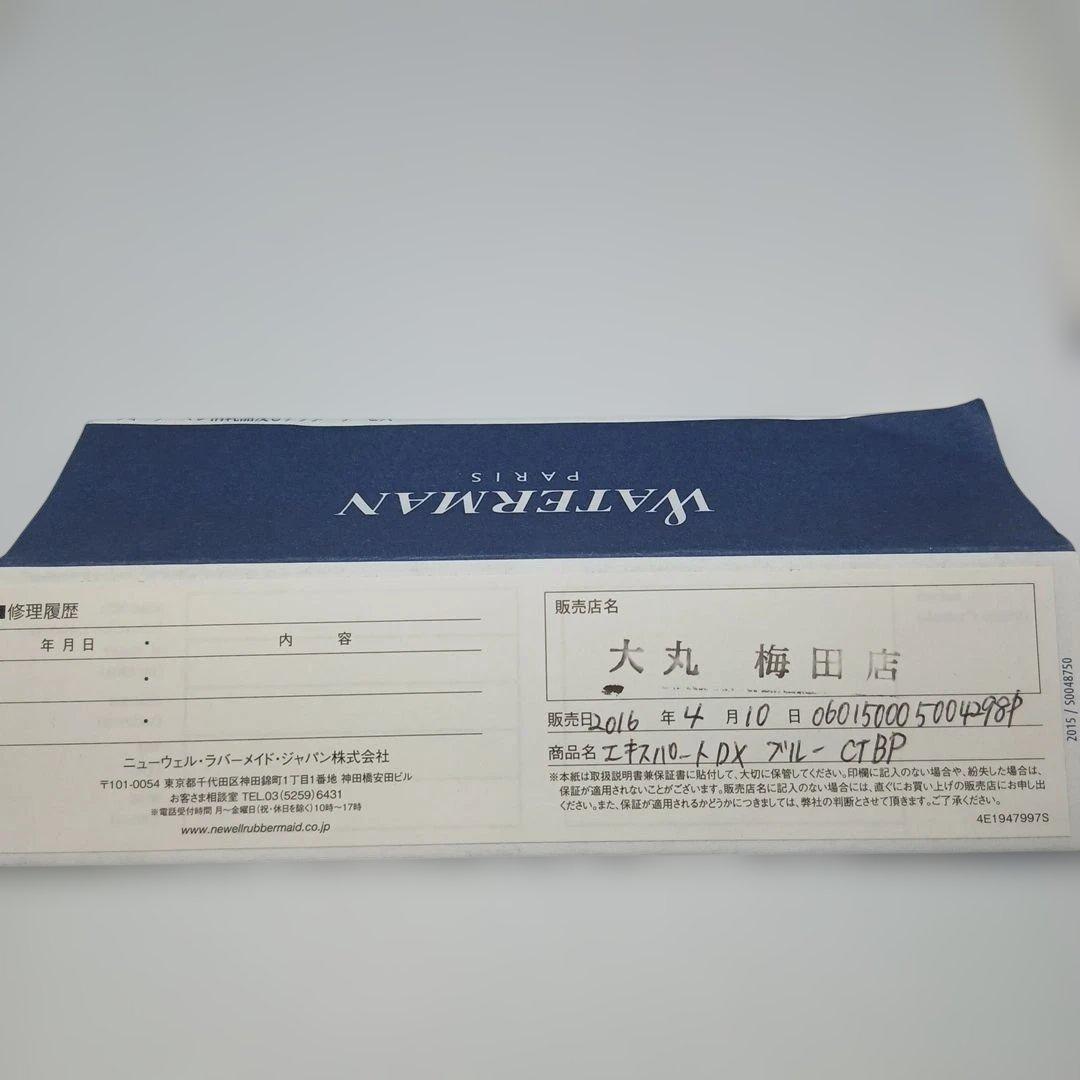 WATERMAN
PARIS
■修理履歴
年月日 ・ 内 容
・
・
ニューウェル・ラバーメイド・ジャパン株式会社
〒101-0054 東京都千代田区神田錦町1丁目1番地 神田橋安田ビル
お客さま相談室 TEL.03(5259)6431
※電話受付時間 月〜金曜日(祝・休日を除く)10時〜17時
www.newellrubbermaid.co.jp
販売店名
大丸 梅田店
販売日2016年4月10日 060150005004298P
商品名エキスパートDX ブルー CTBP
※本紙は取扱説明書兼保証書に貼付して、大切に保管してください。印欄に記入のない場合や、紛失した場合は、
保証が適用されないことがございます。販売店名に記入のない場合には、直ぐにお買い上げの販売店にお申し出
ください。また、保証が適用されるかどうかにつきましては、弊社の判断とさせて頂きます。ご了承ください。
4E1947997S
2015 / S0048750